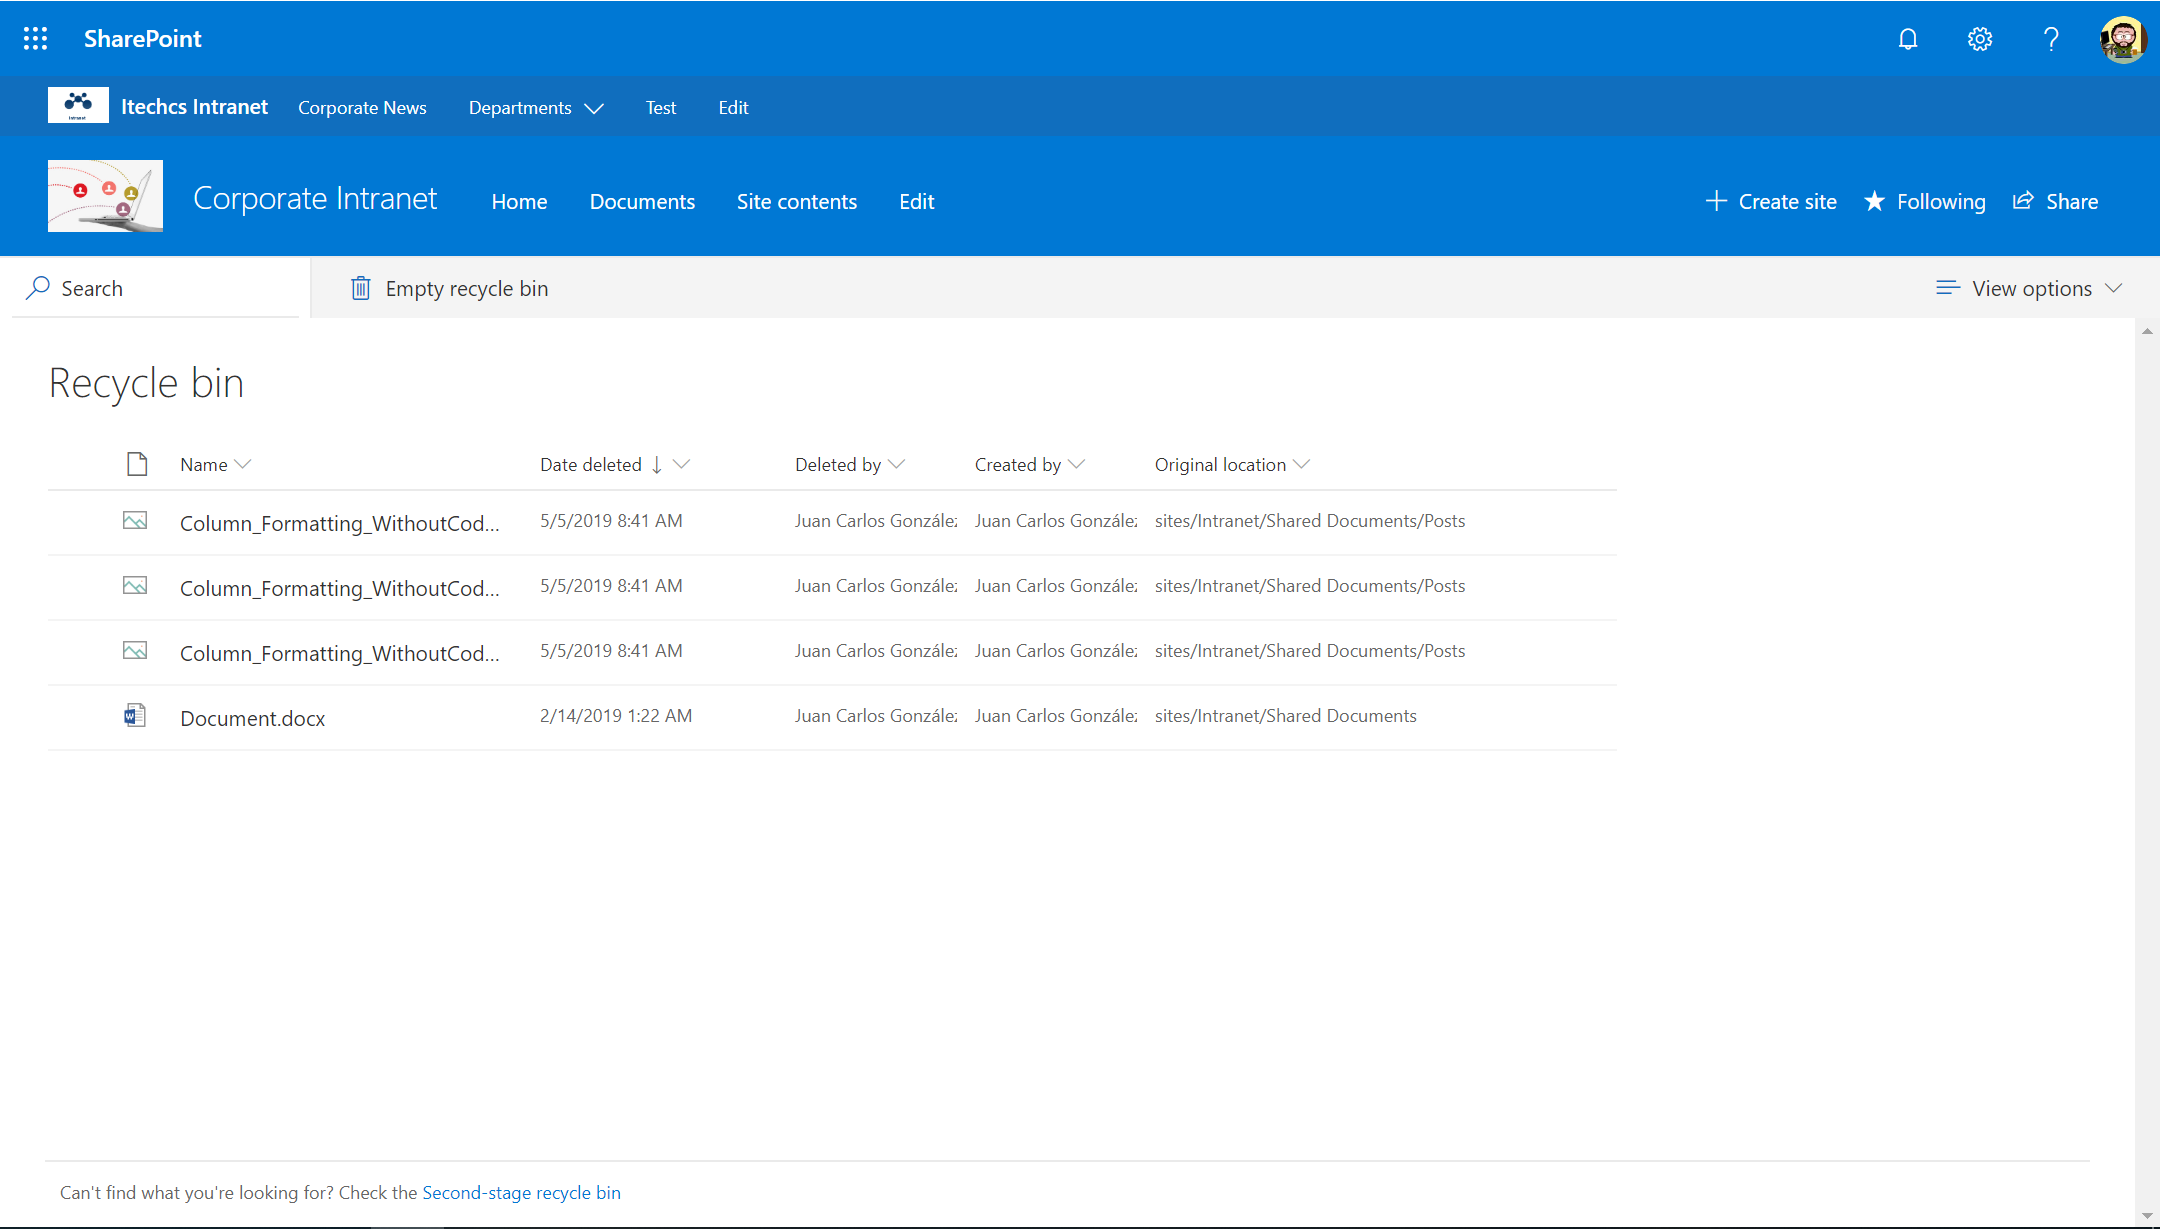 SharePoint
Intranet
Itechcs Intranet Corporate News Departments Test Edit
Corporate Intranet Home Documents Site contents Edit Create site Following Share
Search Empty recycle bin View options
Recycle bin
Name Date deleted Deleted by Created by Original location
Column_Formatting_WithoutCod... 5/5/2019 8:41 AM Juan Carlos Gonzále Juan Carlos Gonzále sites/Intranet/Shared Documents/Posts
Column_Formatting_WithoutCod... 5/5/2019 8:41 AM Juan Carlos Gonzále Juan Carlos Gonzále sites/Intranet/Shared Documents/Posts
Column_Formatting_WithoutCod... 5/5/2019 8:41 AM Juan Carlos Gonzále Juan Carlos Gonzále sites/Intranet/Shared Documents/Posts
Document.docx 2/14/2019 1:22 AM Juan Carlos Gonzále Juan Carlos Gonzále sites/Intranet/Shared Documents
Can't find what you're looking for? Check the Second-stage recycle bin